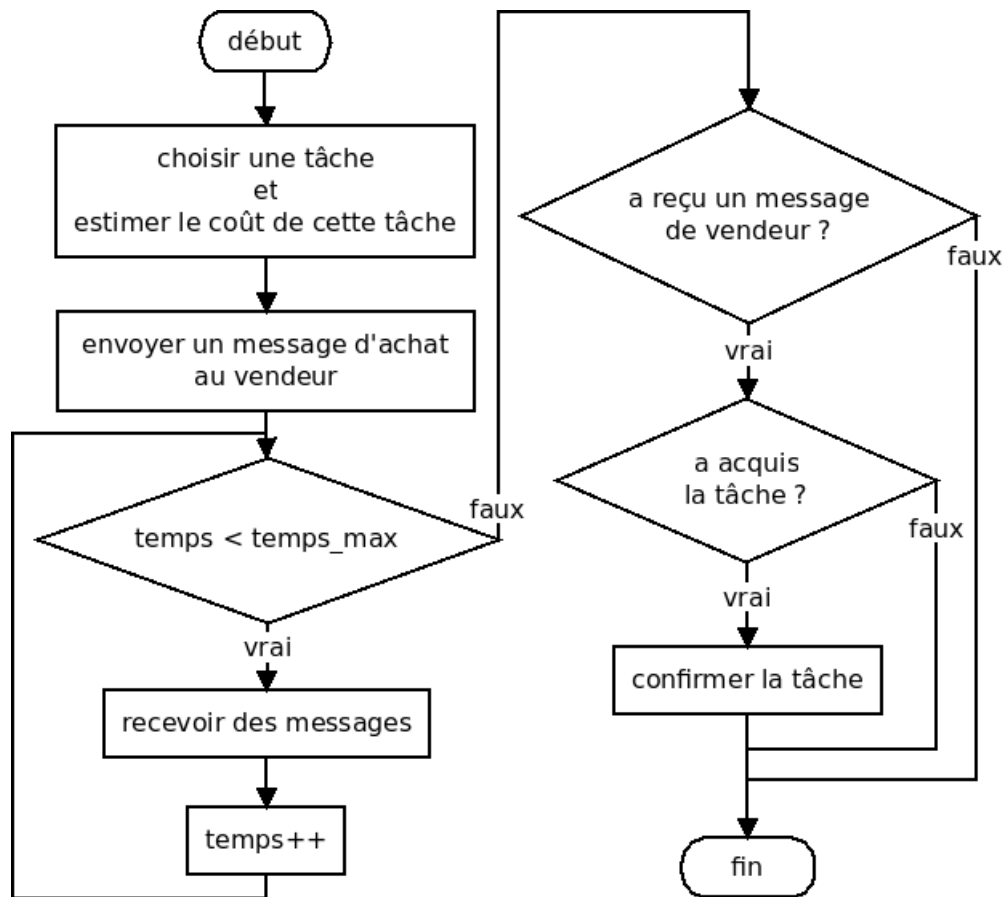 début
choisir une tâche
et
estimer le coût de cette tâche
envoyer un message d'achat
au vendeur
temps < temps_max
faux
vrai
recevoir des messages
temps++
a reçu un message
de vendeur ?
faux
vrai
a acquis
la tâche ?
faux
vrai
confirmer la tâche
fin